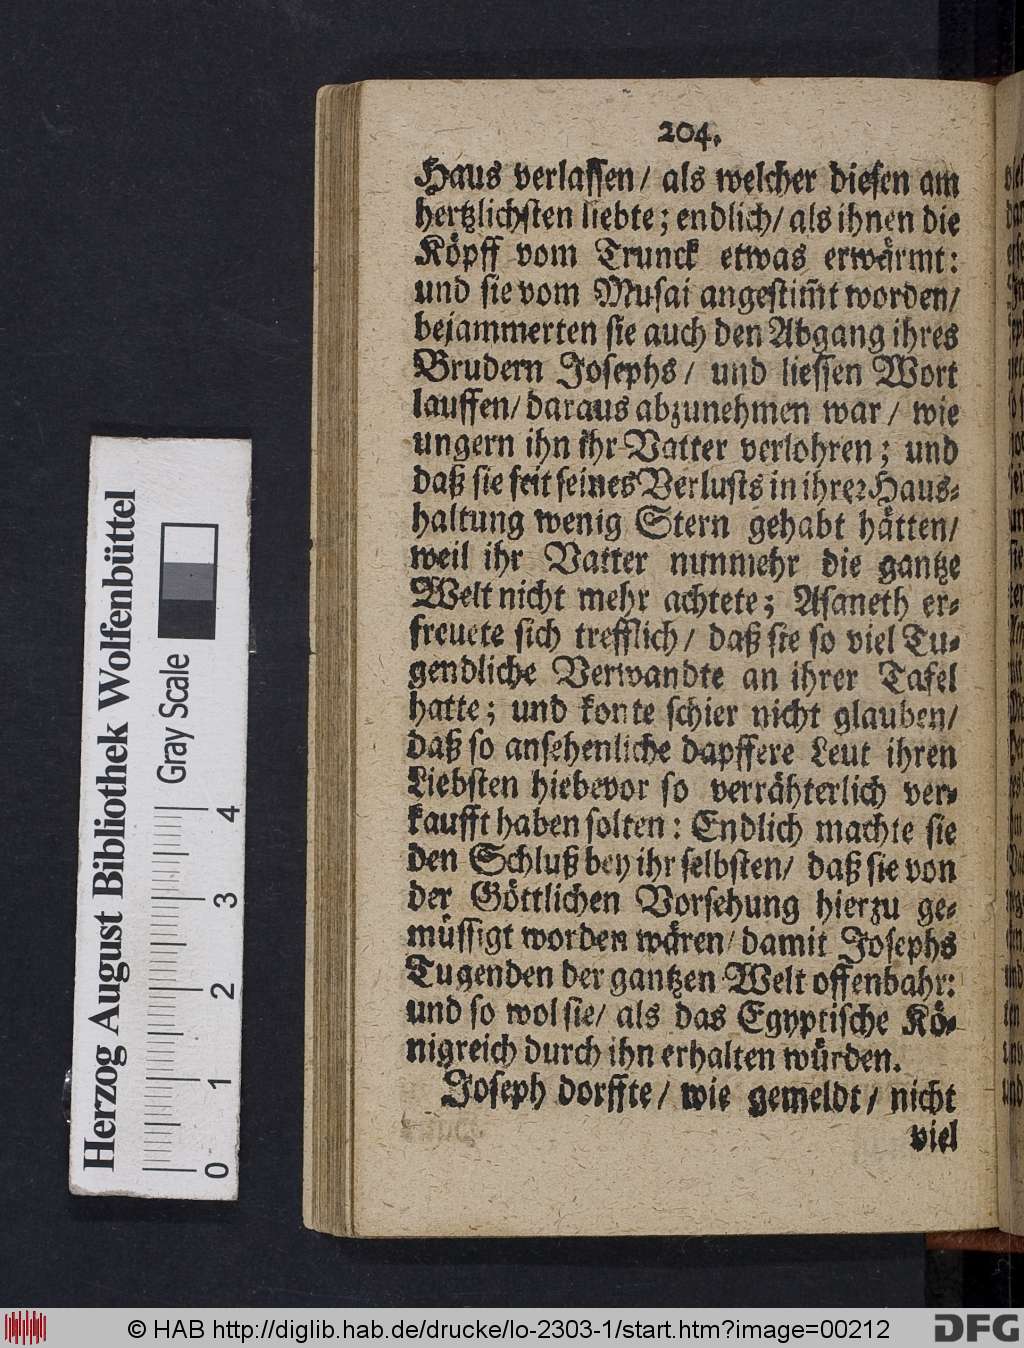 204.
Haus verlassen/ als welcher diesen am
hertzlichsten liebte; endlich/ als ihnen die
Köpff vom Trunck etwas erwärmt:
und sie vom Musai angestim̃t worden/
bejammerten sie auch den Abgang ihres
Brudern Josephs/ und liessen Wort
lauffen/ daraus abzunehmen war/ wie
ungern ihn ihr Vatter verlohren; und
daß sie seit seines Verlusts in ihrer Haus-
haltung wenig Stern gehabt hätten/
weil ihr Vatter nunmehr die gantze
Welt nicht mehr achtete; Asaneth er-
freuete sich trefflich/ daß sie so viel Tu-
gendliche Verwandte an ihrer Tafel
hatte; und konte schier nicht glauben/
daß so ansehenliche dapffere Leut ihren
Liebsten hiebevor so verrähterlich ver-
kaufft haben solten: Endlich machte sie
den Schluß bey ihr selbsten/ daß sie von
der Göttlichen Vorsehung hierzu ge-
müssigt worden wären/ damit Josephs
Tugenden der gantzen Welt offenbahr:
und so wol sie/ als das Egyptische Kö-
nigreich durch ihn erhalten würden.
Joseph dorffte/ wie gemeldt/ nicht
viel
Herzog August Bibliothek Wolfenbüttel
Gray Scale
0 1 2 3 4
© HAB http://diglib.hab.de/drucke/lo-2303-1/start.htm?image=00212
DFG